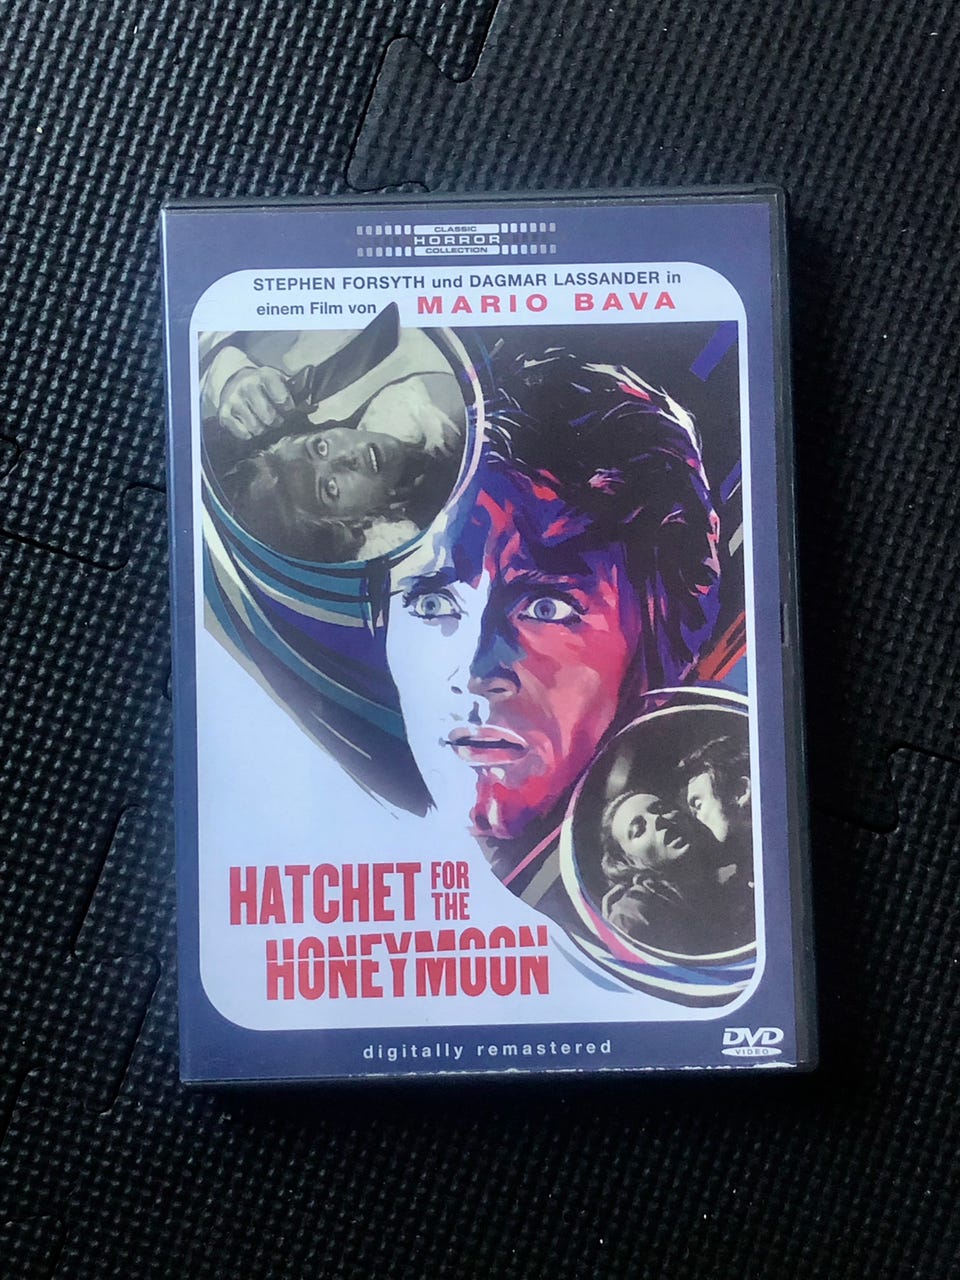 CLASSIC
HORROR
COLLECTION
STEPHEN FORSYTH und DAGMAR LASSANDER in
einem Film von MARIO BAVA
HATCHET FOR
THE
HONEYMOON
digitally remastered
DVD
VIDEO